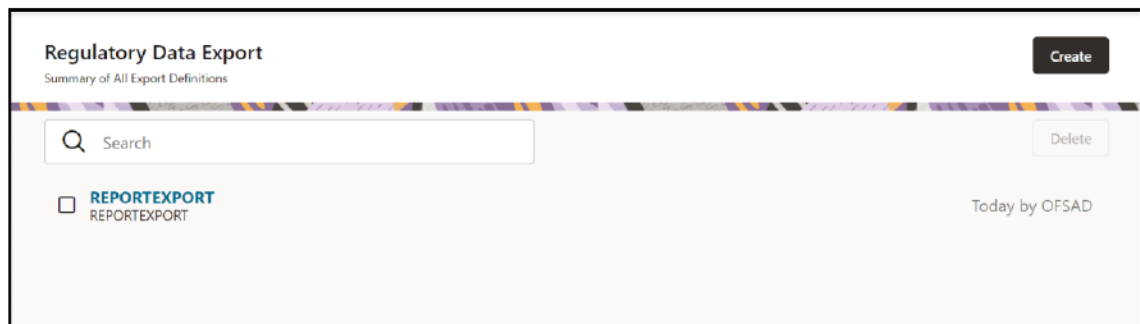 Regulatory Data Export
Create
Summary of All Export Definitions
Search
Delete
REPORTEXPORT
REPORTEXPORT
Today by OFSAD